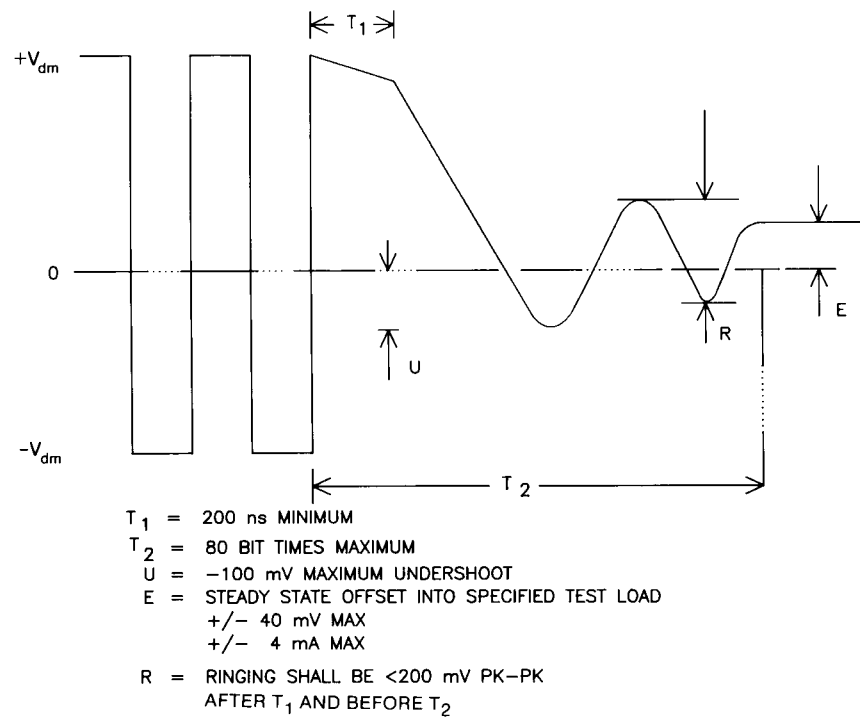 T1
+Vdm
0
E
R
U
-Vdm
T2
T1 = 200 ns MINIMUM
T2 = 80 BIT TIMES MAXIMUM
U = -100 mV MAXIMUM UNDERSHOOT
E = STEADY STATE OFFSET INTO SPECIFIED TEST LOAD
+/- 40 mV MAX
+/- 4 mA MAX
R = RINGING SHALL BE <200 mV PK-PK
AFTER T1 AND BEFORE T2